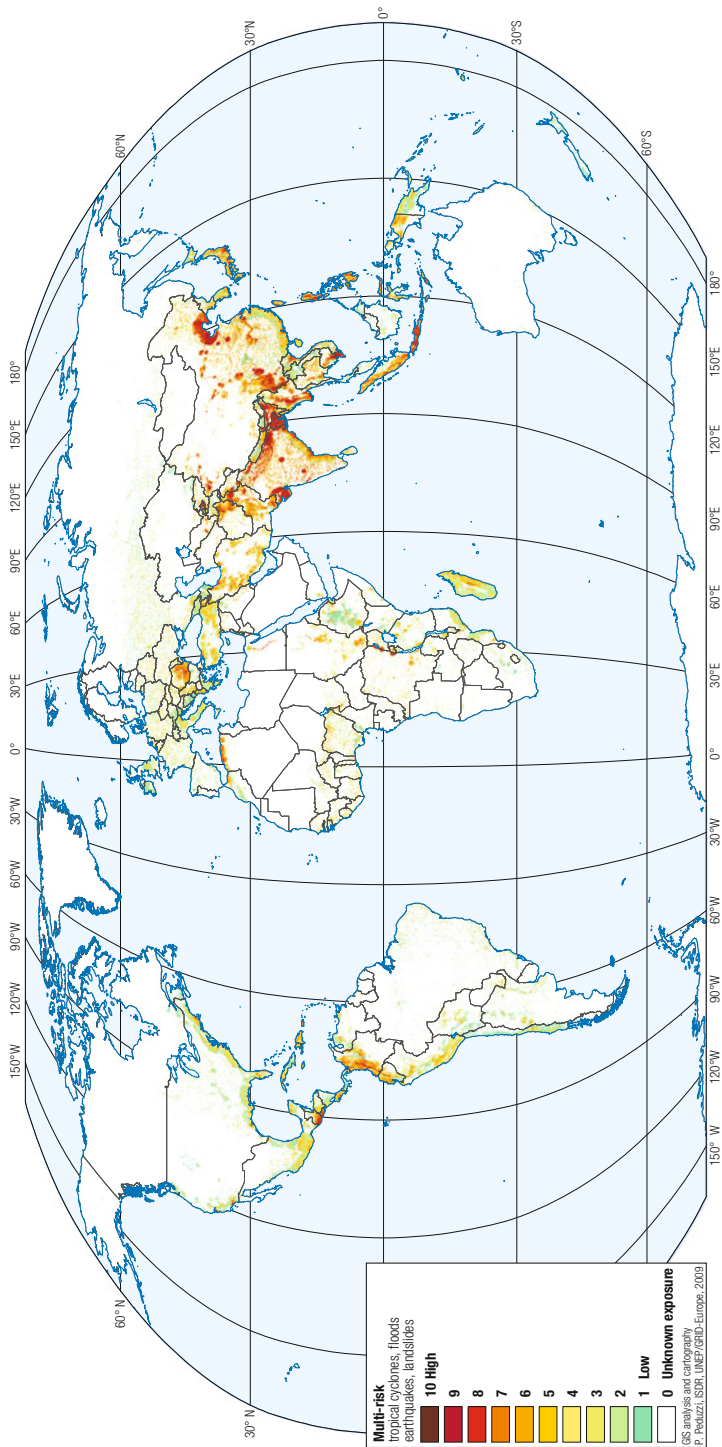 150°W
120°W
90°W
60°W
30°W
0°
30°E
60°E
90°E
120°E
150°E
180°
60° N
60°N
30° N
30°N
0°
30°S
60°S
150° W
120°W
90°W
60°W
30°W
0°
30°E
60°E
90°E
120°E
150°E
180°
Multi-risk
tropical cyclones, floods
earthquakes, landslides
10 High
9
8
7
6
5
4
3
2
1 Low
0 Unknown exposure
GIS analysis and cartography
P. Peduzzi, ISDR, UNEP/GRID-Europe, 2009